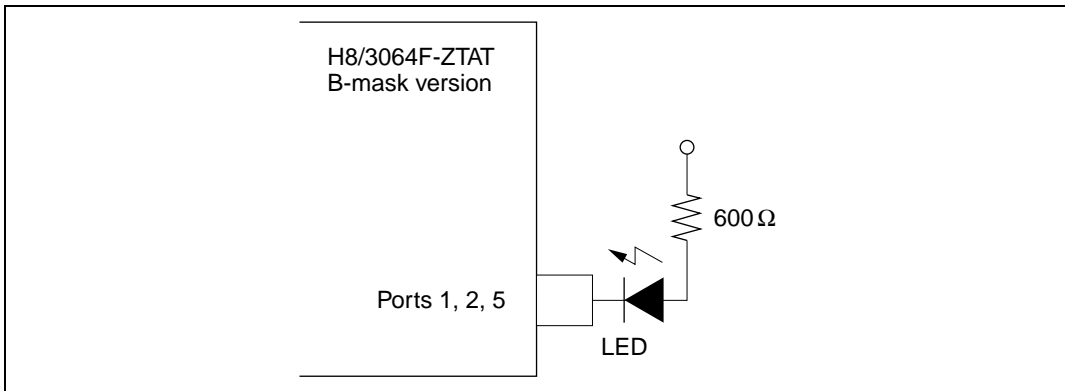 H8/3064F-ZTAT
B-mask version
600 Ω
Ports 1, 2, 5
LED